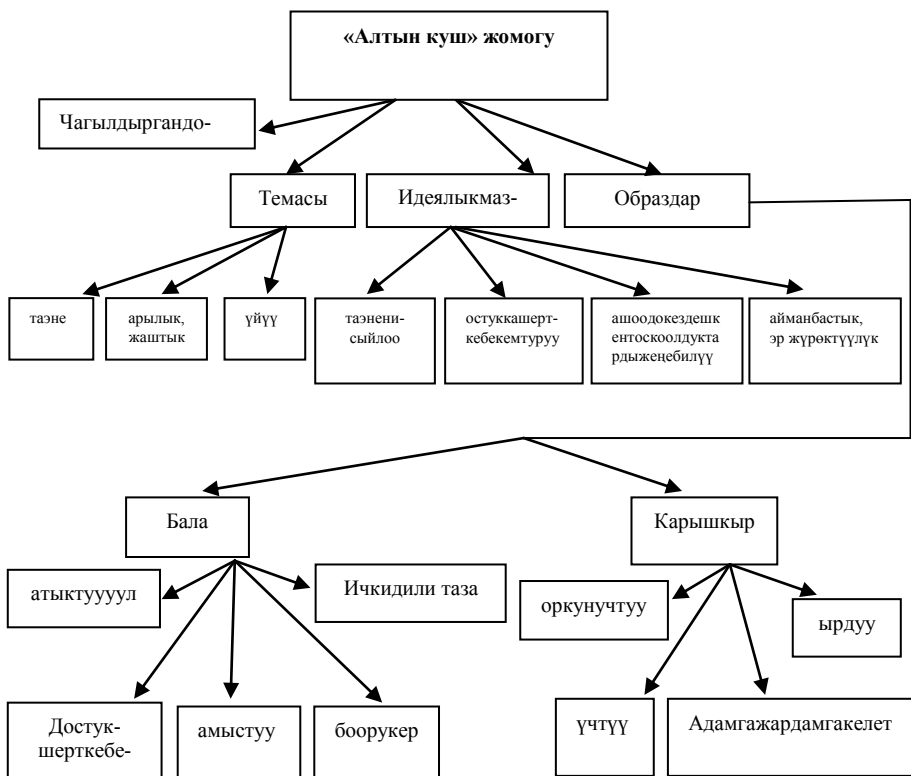 «Алтын куш» жомогу
Чагылдыргандо-
Темасы
Идеялыкмаз-
Образдар
таэне
арылык,
жаштык
үйүү
таэнени-
сыйлоо
остуккашерт-
кебекемтуруу
ашоодокездешк
ентоскоолдукта
рдыжеңебилүү
айманбастык,
эр жүрөктүүлүк
Бала
Карышкыр
атыктуууул
Ичкидили таза
оркунучтуу
ырдуу
Достук-
шерткебе-
амыстуу
боорукер
үчтүү
Адамгажардамгакелет